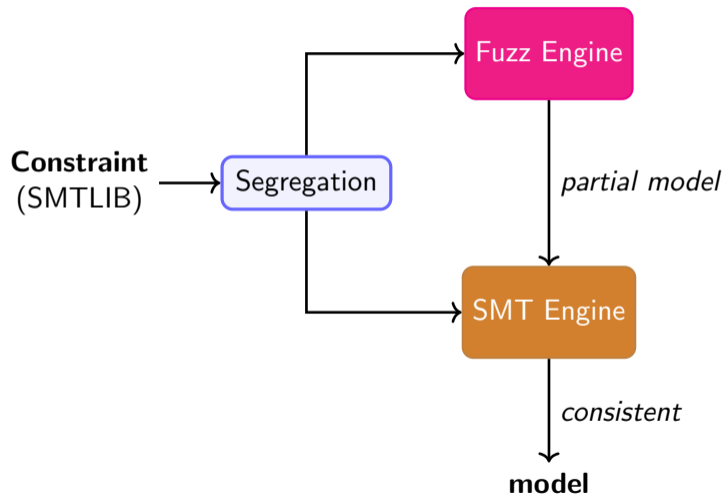 Fuzz Engine
Constraint
(SMTLIB)
Segregation
partial model
SMT Engine
consistent
model